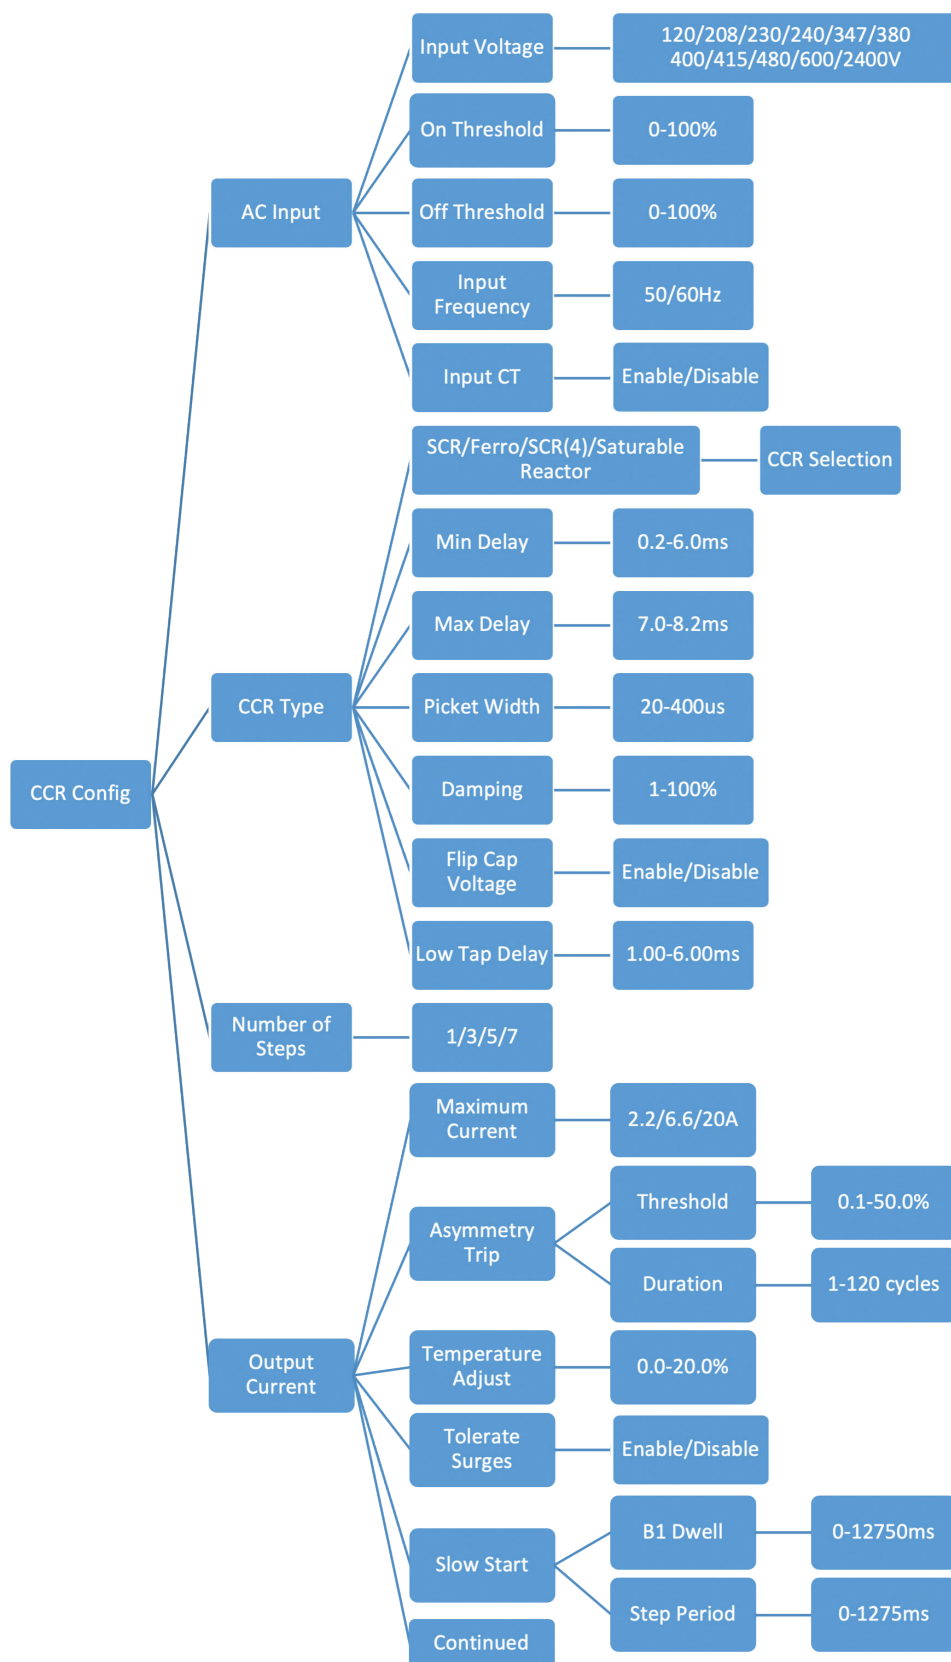 Input Voltage
120/208/230/240/347/380
400/415/480/600/2400V
On Threshold
0-100%
AC Input
Off Threshold
0-100%
Input
Frequency
50/60Hz
Input CT
Enable/Disable
SCR/Ferro/SCR(4)/Saturable
Reactor
CCR Selection
Min Delay
0.2-6.0ms
Max Delay
7.0-8.2ms
CCR Type
Picket Width
20-400us
CCR Config
Damping
1-100%
Flip Cap
Voltage
Enable/Disable
Low Tap Delay
1.00-6.00ms
Number of
Steps
1/3/5/7
Maximum
Current
2.2/6.6/20A
Asymmetry
Trip
Threshold
0.1-50.0%
Duration
1-120 cycles
Output
Current
Temperature
Adjust
0.0-20.0%
Tolerate
Surges
Enable/Disable
Slow Start
B1 Dwell
0-12750ms
Step Period
0-1275ms
Continued